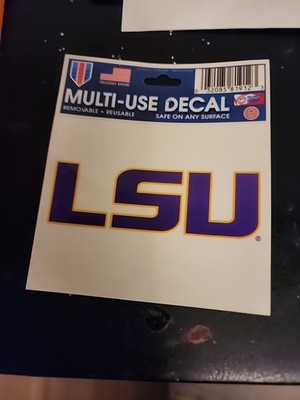 MULTI-USE DECAL
REMOVABLE • REUSABLE
SAFE ON ANY SURFACE
LSU
®